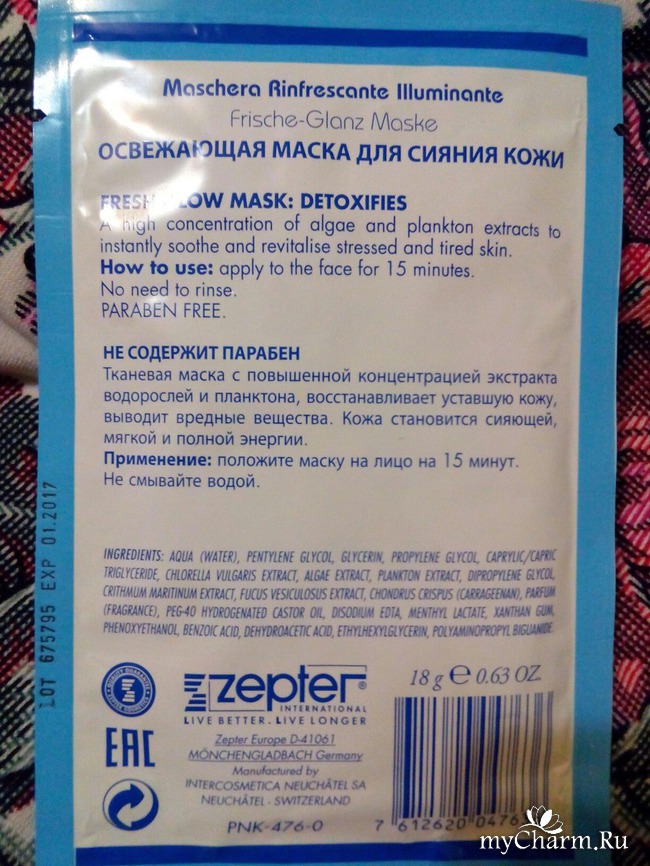 Maschera Rinfrescante Illuminante
Frische-Glanz Maske
ОСВЕЖАЮЩАЯ МАСКА ДЛЯ СИЯНИЯ КОЖИ
FRESH GLOW MASK: DETOXIFIES
A high concentration of algae and plankton extracts to
instantly soothe and revitalise stressed and tired skin.
How to use: apply to the face for 15 minutes.
No need to rinse.
PARABEN FREE.
НЕ СОДЕРЖИТ ПАРАБЕН
Тканевая маска с повышенной концентрацией экстракта
водорослей и планктона, восстанавливает уставшую кожу,
выводит вредные вещества. Кожа становится сияющей,
мягкой и полной энергии.
Применение: положите маску на лицо на 15 минут.
Не смывайте водой.
LOT 675795 EXP 01.2017
INGREDIENTS: AQUA (WATER), PENTYLENE GLYCOL, GLYCERIN, PROPYLENE GLYCOL, CAPRYLIC/CAPRIC
TRIGLYCERIDE, CHLORELLA VULGARIS EXTRACT, ALGAE EXTRACT, PLANKTON EXTRACT, DIPROPYLENE GLYCOL,
CRITHMUM MARITINUM EXTRACT, FUCUS VESICULOSUS EXTRACT, CHONDRUS CRISPUS (CARRAGEENAN), PARFUM
(FRAGRANCE), PEG-40 HYDROGENATED CASTOR OIL, DISODIUM EDTA, MENTHYL LACTATE, XANTHAN GUM,
PHENOXYETHANOL, BENZOIC ACID, DEHYDROACETIC ACID, ETHYLHEXYLGLYCERIN, POLYAMINOPROPYL BIGUANIDE.
zepter®
INTERNATIONAL
LIVE BETTER. LIVE LONGER
18 g ℮ 0.63 OZ.
EAC
Zepter Europe D-41061
MÖNCHENGLADBACH Germany
Manufactured by
INTERCOSMETICA NEUCHÂTEL SA
NEUCHÂTEL - SWITZERLAND
PNK-476-0
7 612620 0476
myCharm.Ru